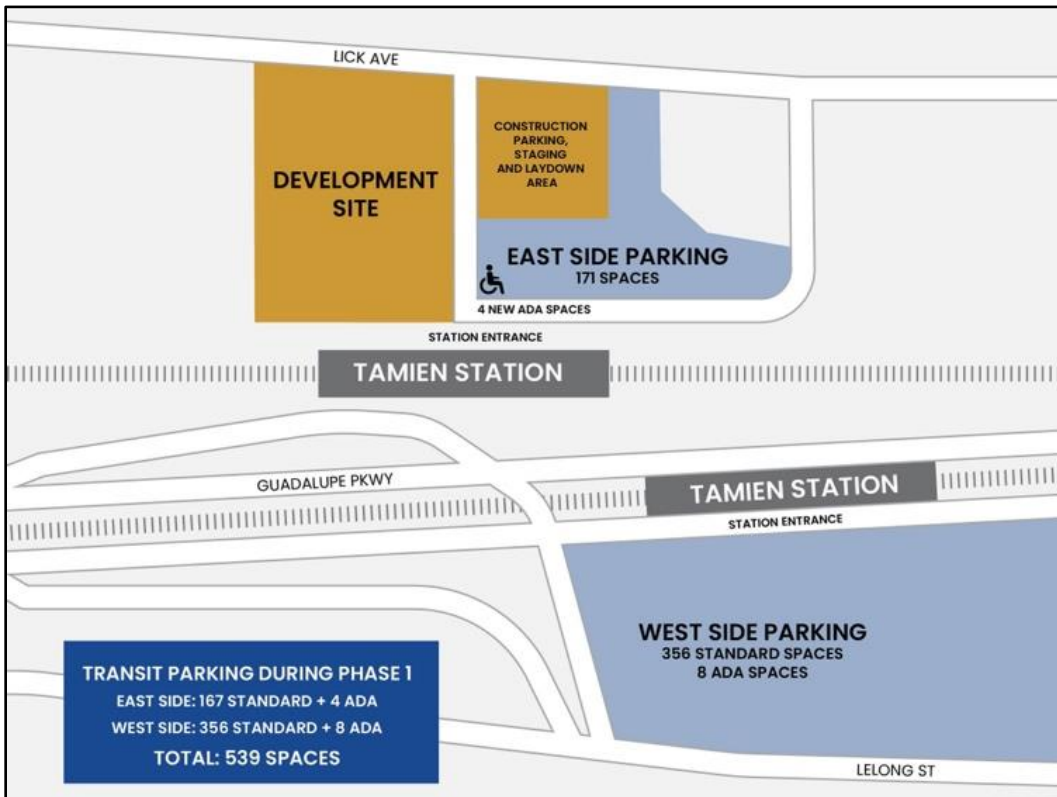 LICK AVE
DEVELOPMENT
SITE
CONSTRUCTION
PARKING,
STAGING
AND LAYDOWN
AREA
EAST SIDE PARKING
171 SPACES
4 NEW ADA SPACES
STATION ENTRANCE
TAMIEN STATION
GUADALUPE PKWY
TAMIEN STATION
STATION ENTRANCE
WEST SIDE PARKING
356 STANDARD SPACES
8 ADA SPACES
TRANSIT PARKING DURING PHASE 1
EAST SIDE: 167 STANDARD + 4 ADA
WEST SIDE: 356 STANDARD + 8 ADA
TOTAL: 539 SPACES
LELONG ST